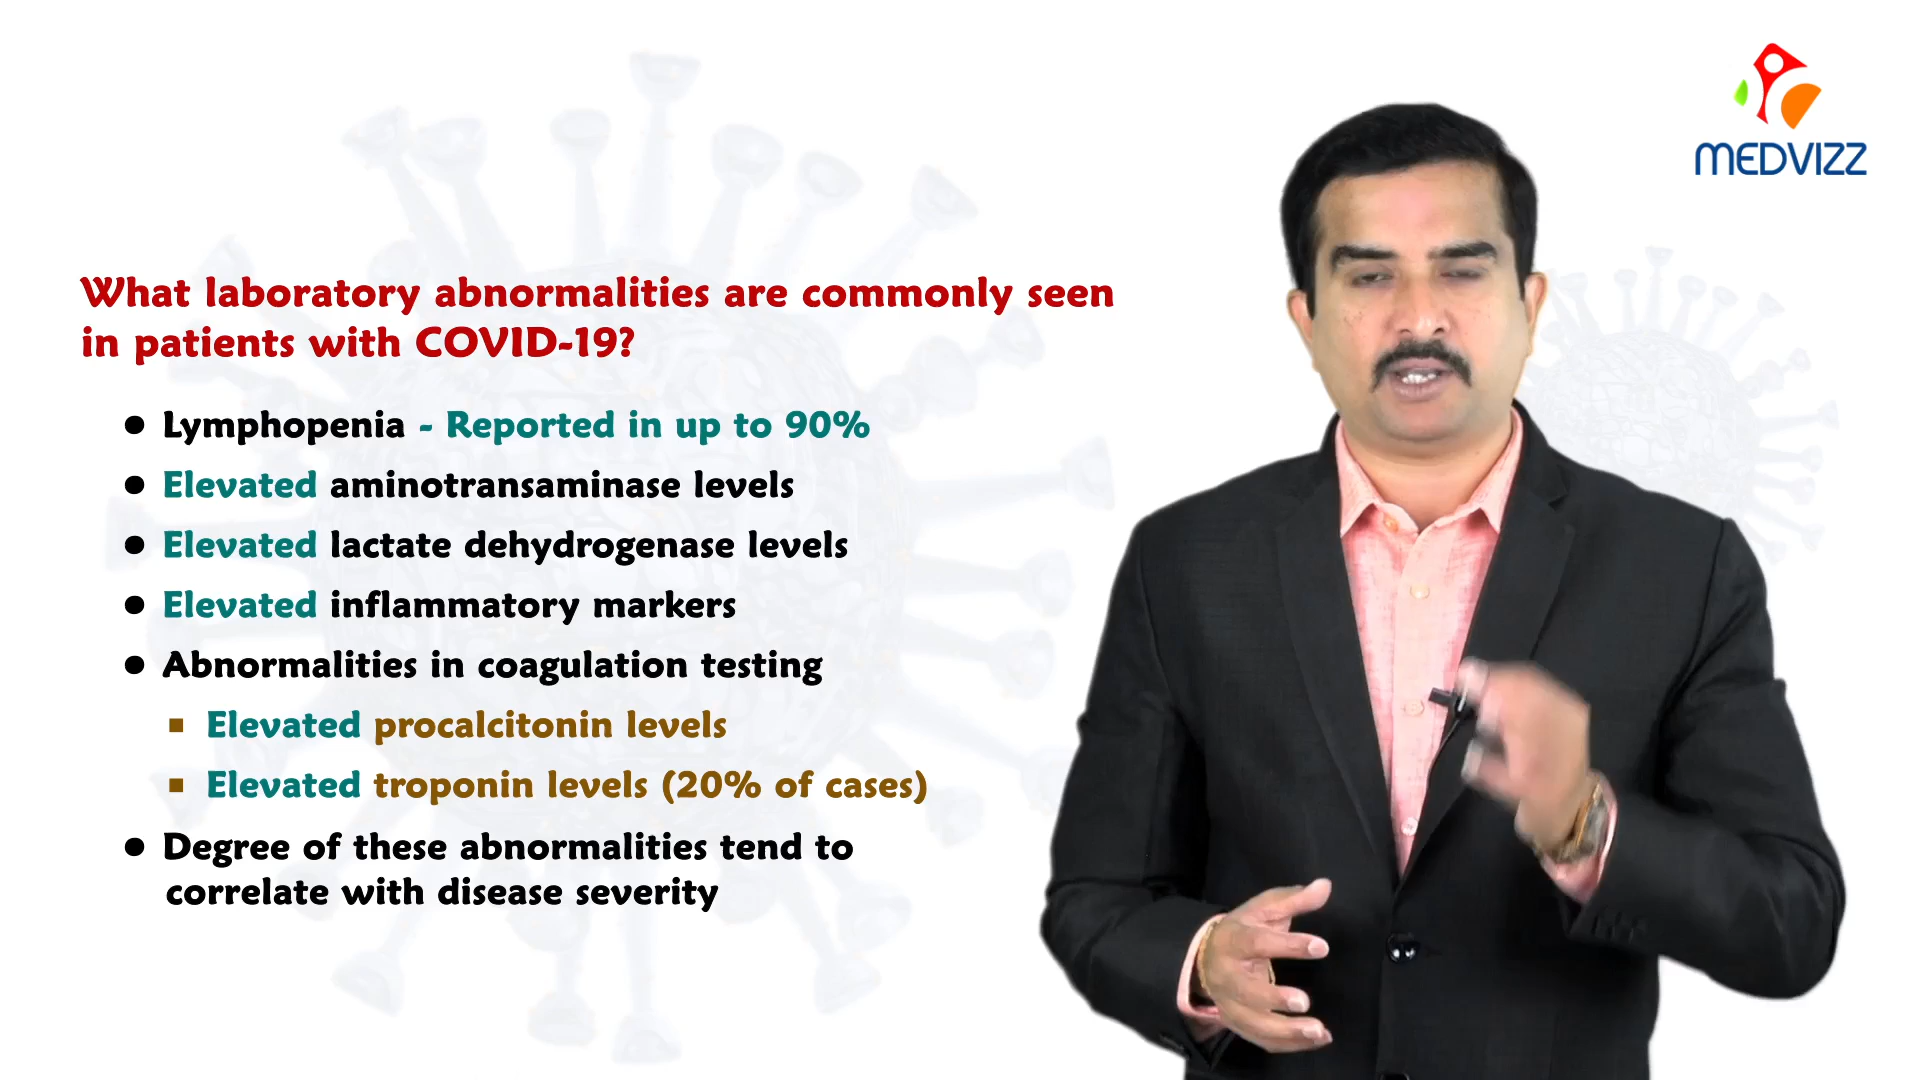 MEDVIZZ
What laboratory abnormalities are commonly seen
in patients with COVID-19?
● Lymphopenia - Reported in up to 90%
● Elevated aminotransaminase levels
● Elevated lactate dehydrogenase levels
● Elevated inflammatory markers
● Abnormalities in coagulation testing
▪ Elevated procalcitonin levels
▪ Elevated troponin levels (20% of cases)
● Degree of these abnormalities tend to
correlate with disease severity